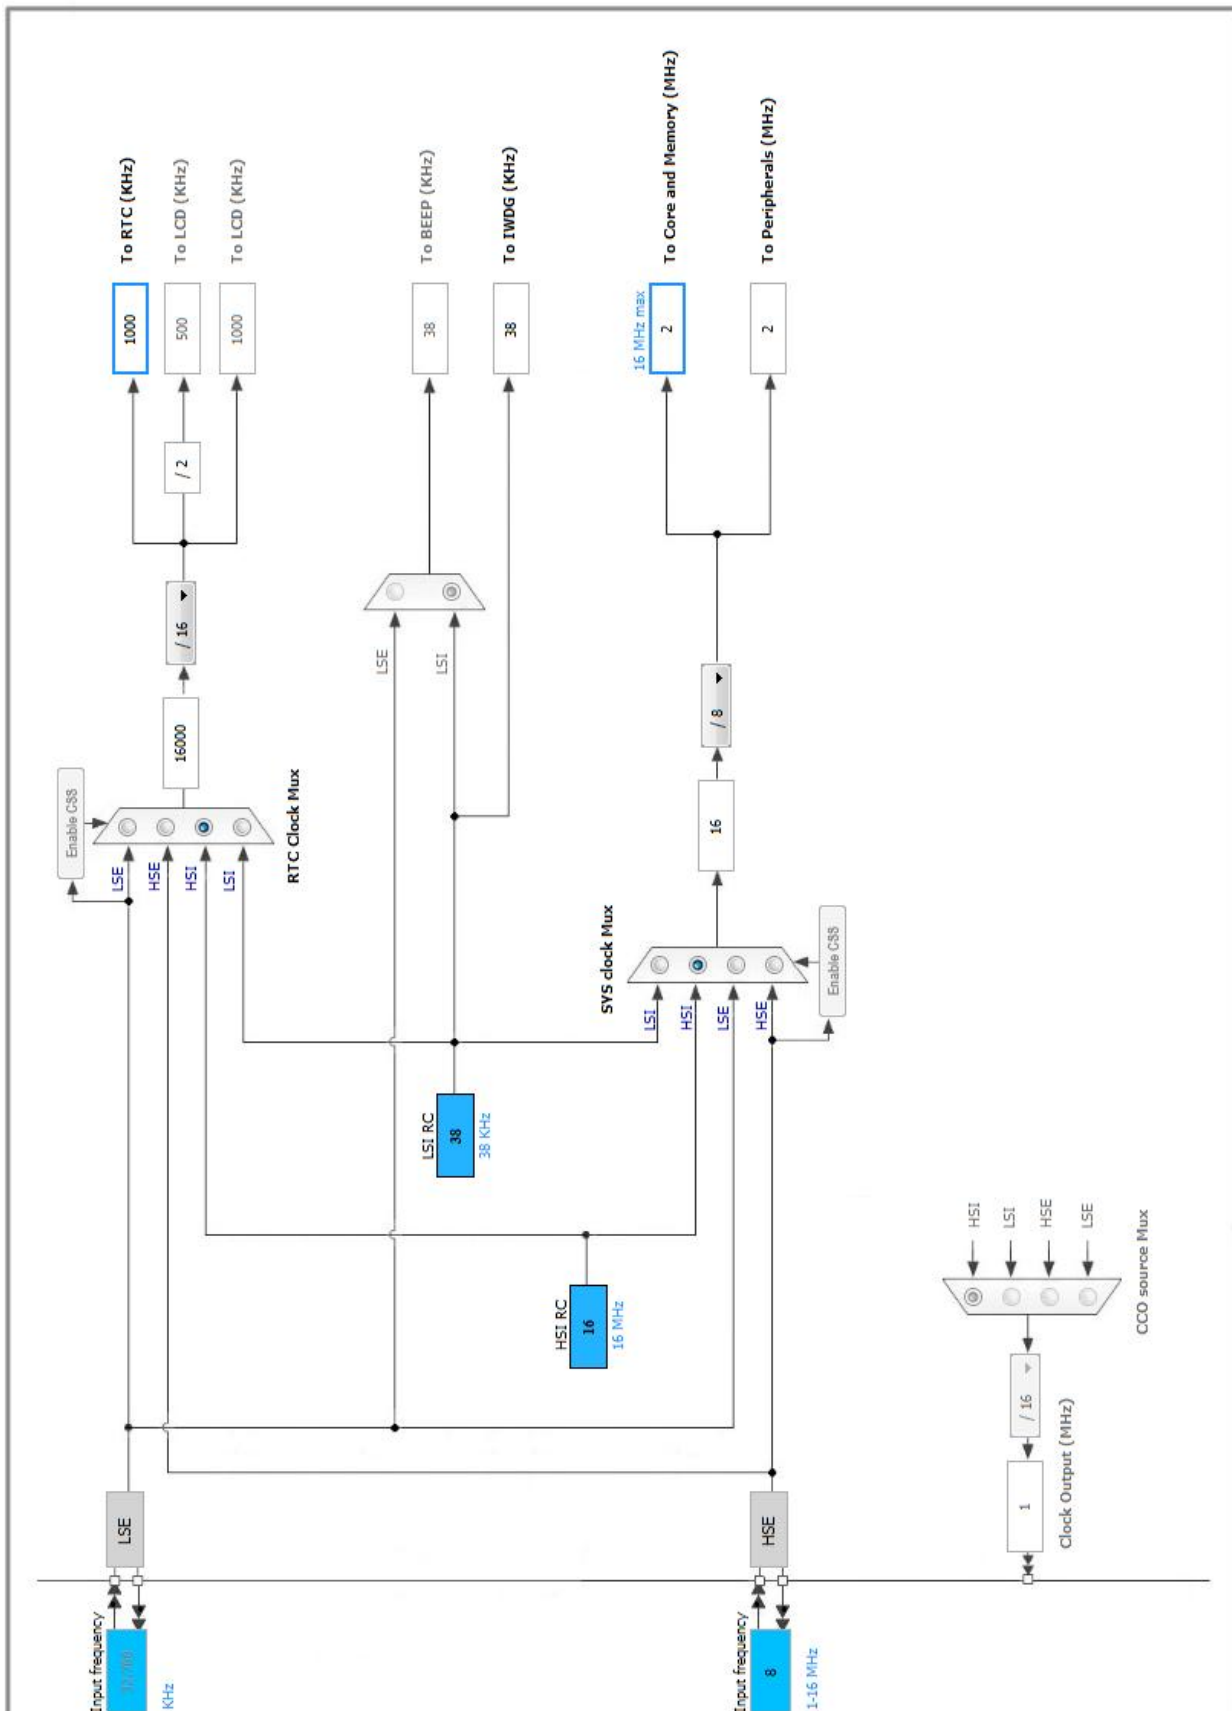 Input frequency
KHz
LSE
LSE
HSE
HSI
LSI
Enable CSS
RTC Clock Mux
16000
/ 16
/ 2
1000
To RTC (KHz)
500
To LCD (KHz)
1000
To LCD (KHz)
LSE
LSI
38
To BEEP (KHz)
38
To IWDG (KHz)
LSI RC
38
38 KHz
HSI RC
16
16 MHz
SYS clock Mux
LSI
HSI
LSE
HSE
Enable CSS
16
/ 8
16 MHz max
2
To Core and Memory (MHz)
2
To Peripherals (MHz)
Input frequency
8
1-16 MHz
HSE
HSI
LSI
HSE
LSE
CCO source Mux
/ 16
1
Clock Output (MHz)